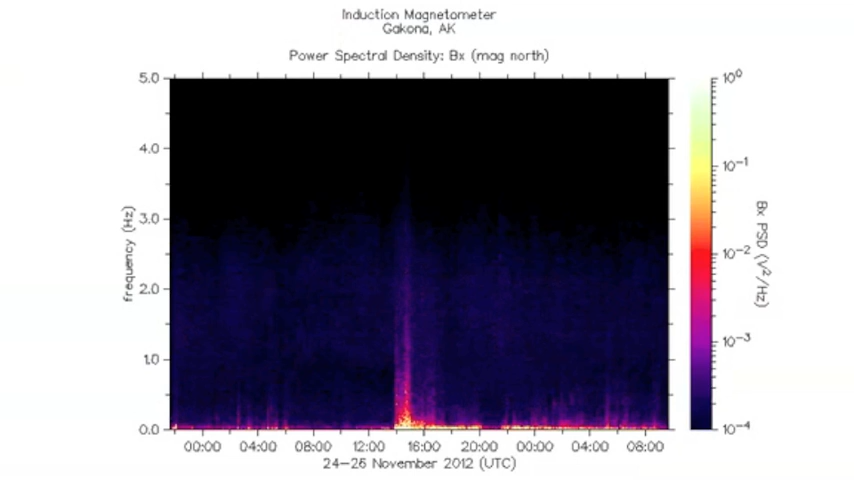 Induction Magnetometer
Gakona, AK
Power Spectral Density: Bx (mag north)
5.0
4.0
3.0
2.0
1.0
0.0
frequency (Hz)
00:00 04:00 08:00 12:00 16:00 20:00 00:00 04:00 08:00
24-26 November 2012 (UTC)
10⁰
10⁻¹
10⁻²
10⁻³
10⁻⁴
Bx PSD (V²/Hz)